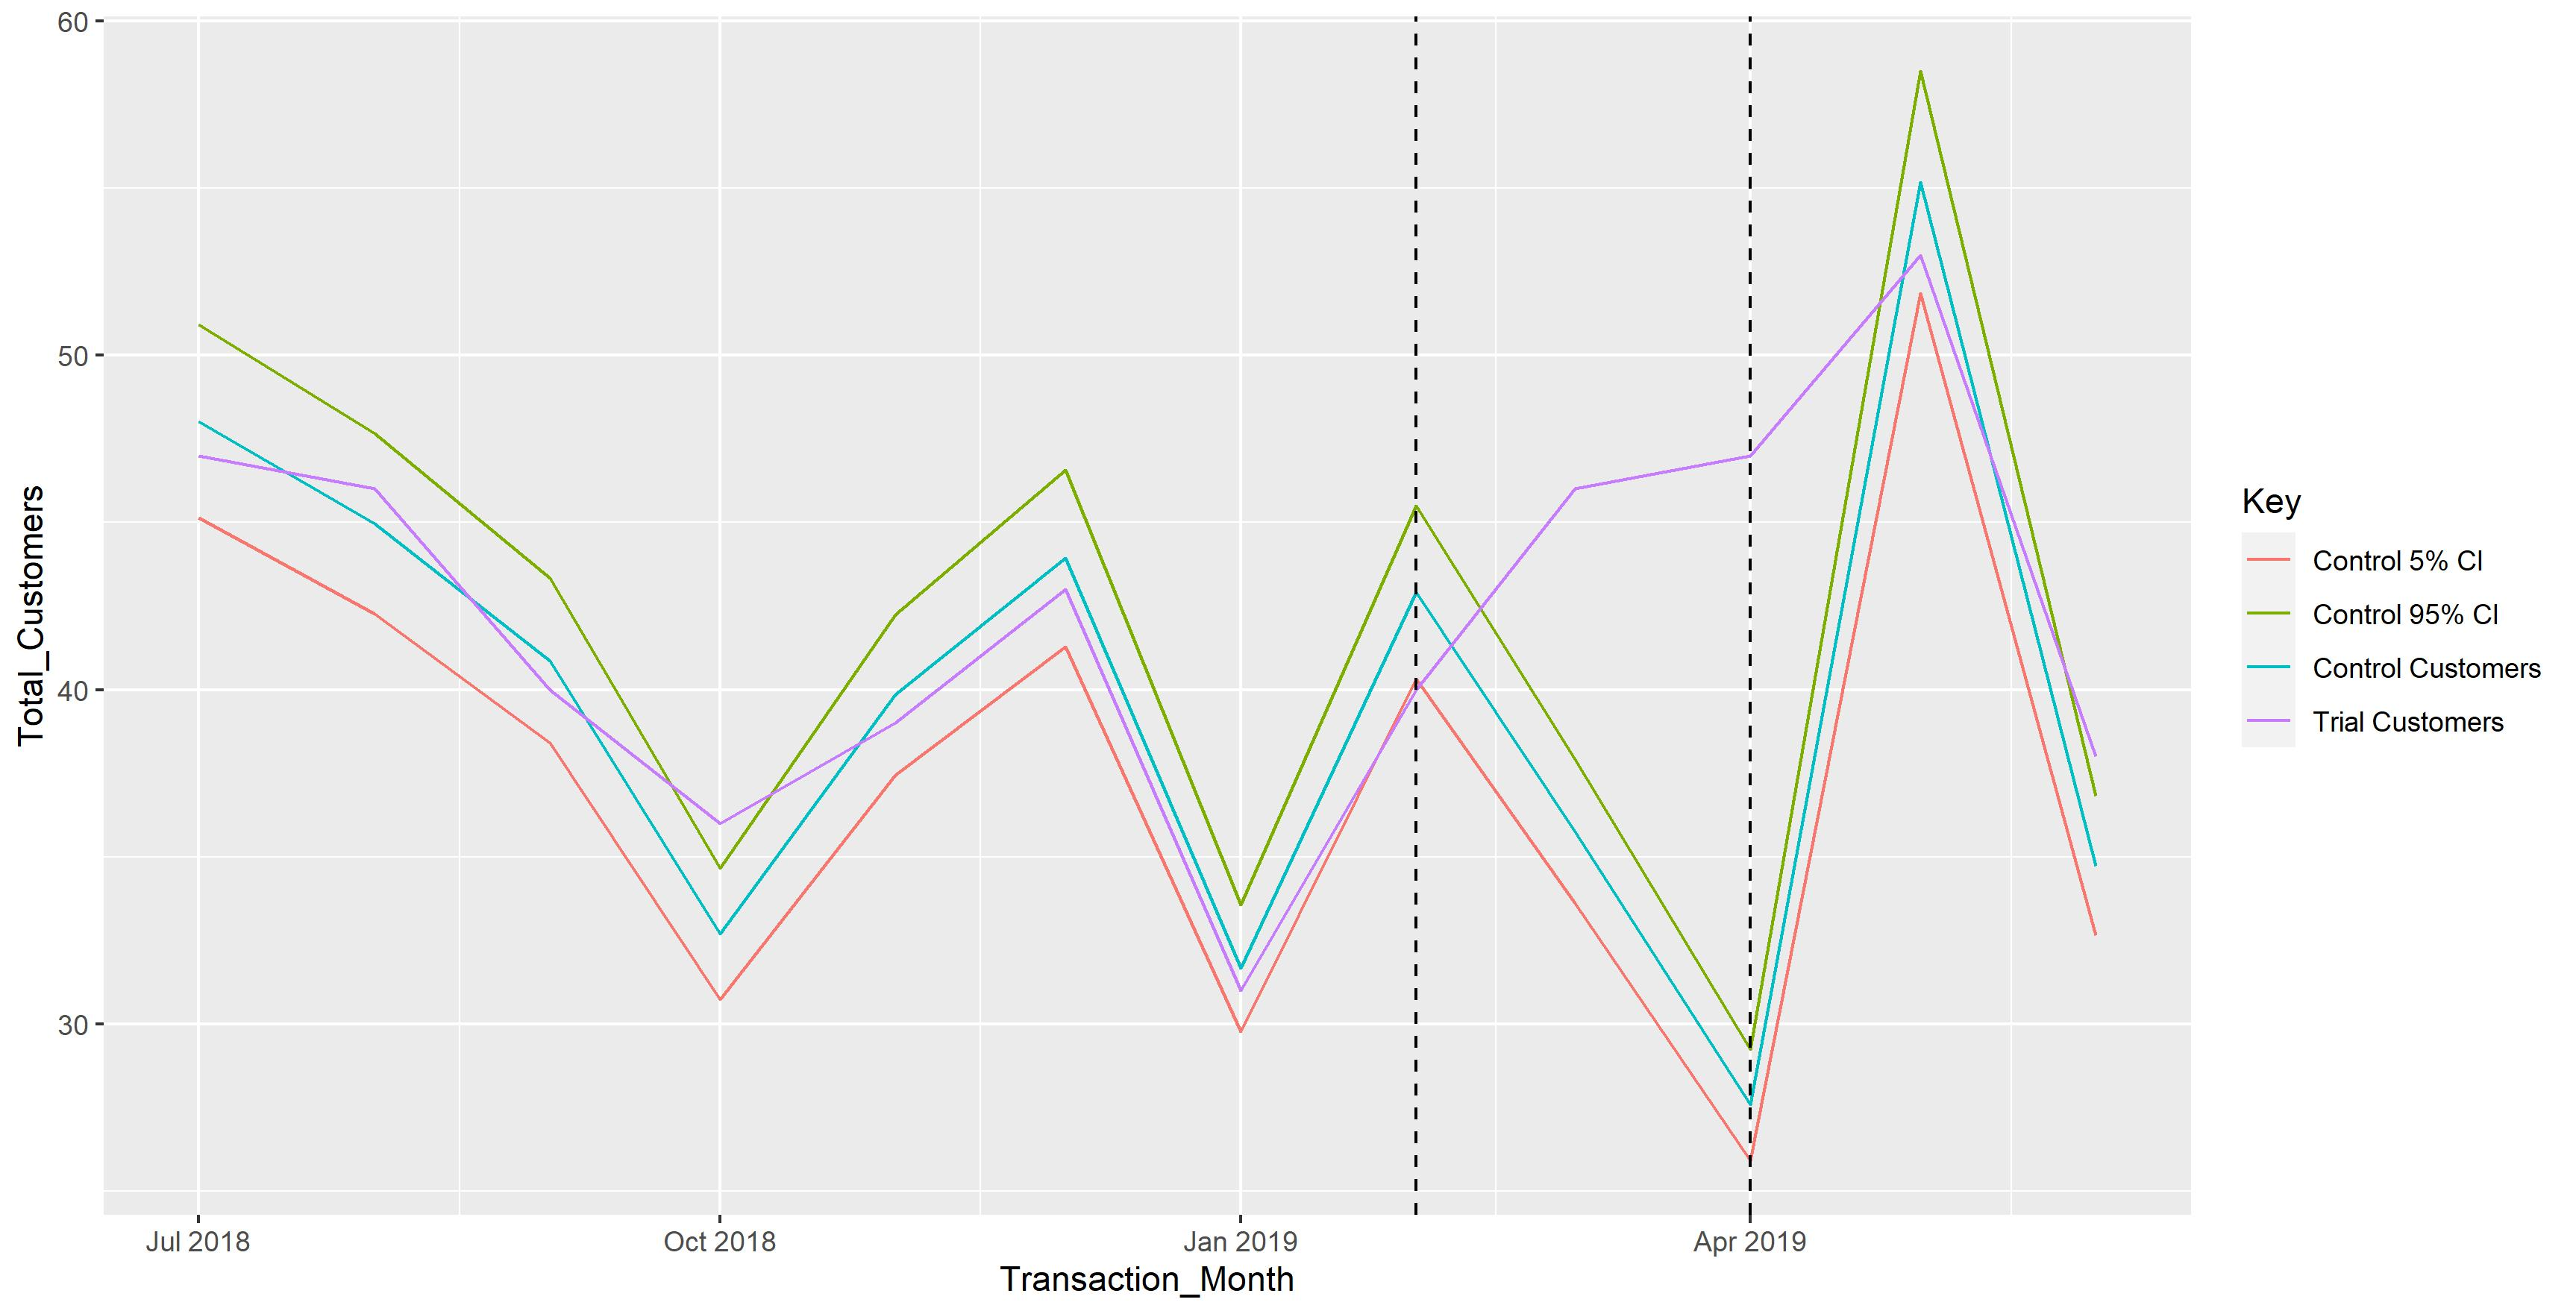 60
50
40
30
Total_Customers
Jul 2018
Oct 2018
Jan 2019
Apr 2019
Transaction_Month
Key
Control 5% CI
Control 95% CI
Control Customers
Trial Customers